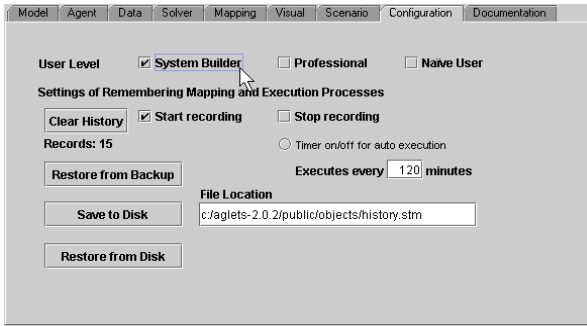 Model Agent Data Solver Mapping Visual Scenario Configuration Documentation
User Level System Builder Professional Naïve User
Settings of Remembering Mapping and Execution Processes
Clear History Start recording Stop recording
Records: 15 Timer on/off for auto execution
Restore from Backup Executes every 120 minutes
File Location
Save to Disk c:/aglets-2.0.2/public/objects/history.stm
Restore from Disk